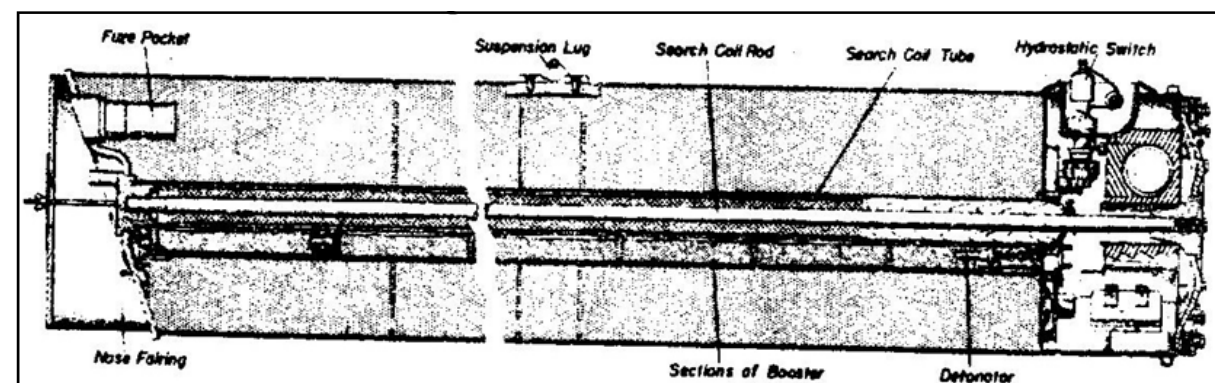 Fuze Pocket
Suspension Lug
Search Coil Rod
Search Coil Tube
Hydrostatic Switch
Nose Fairing
Sections of Booster
Detonator